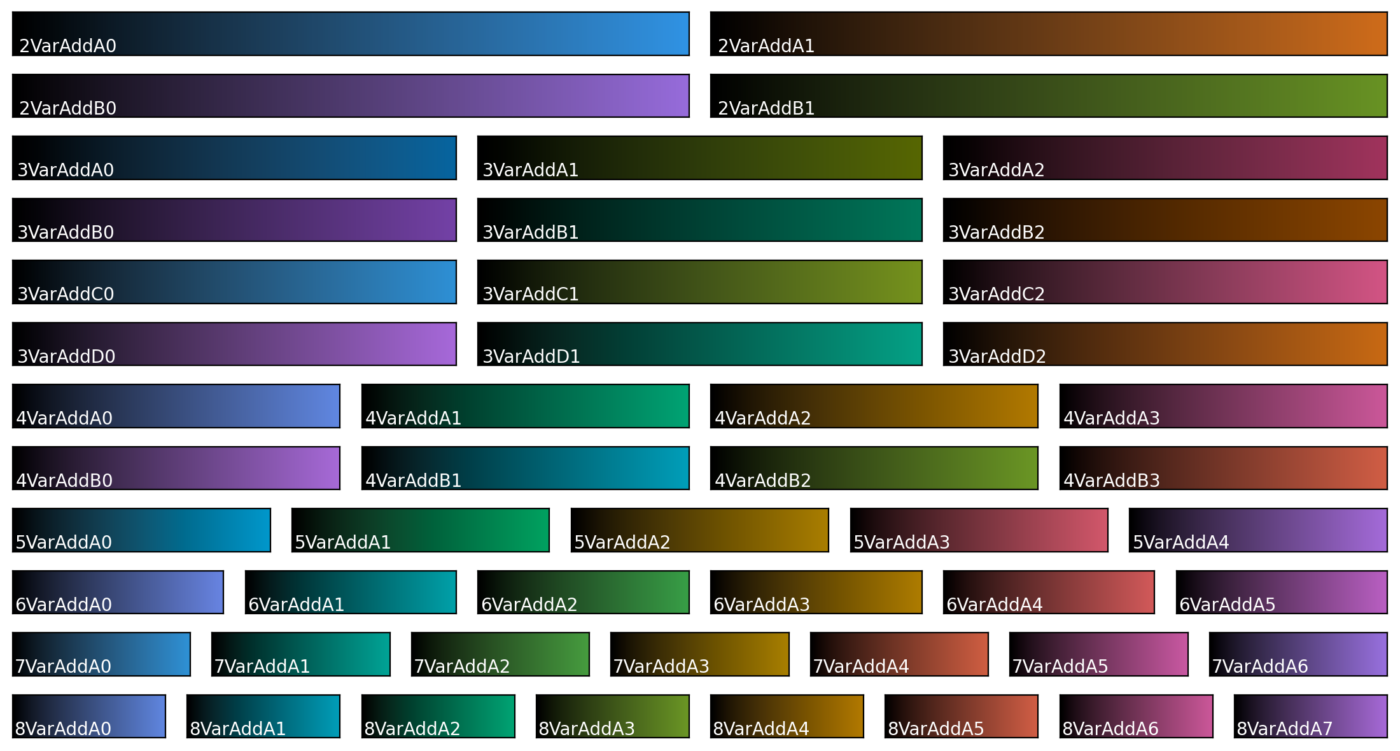 2VarAddA0 2VarAddA1
2VarAddB0 2VarAddB1
3VarAddA0 3VarAddA1 3VarAddA2
3VarAddB0 3VarAddB1 3VarAddB2
3VarAddC0 3VarAddC1 3VarAddC2
3VarAddD0 3VarAddD1 3VarAddD2
4VarAddA0 4VarAddA1 4VarAddA2 4VarAddA3
4VarAddB0 4VarAddB1 4VarAddB2 4VarAddB3
5VarAddA0 5VarAddA1 5VarAddA2 5VarAddA3 5VarAddA4
6VarAddA0 6VarAddA1 6VarAddA2 6VarAddA3 6VarAddA4 6VarAddA5
7VarAddA0 7VarAddA1 7VarAddA2 7VarAddA3 7VarAddA4 7VarAddA5 7VarAddA6
8VarAddA0 8VarAddA1 8VarAddA2 8VarAddA3 8VarAddA4 8VarAddA5 8VarAddA6 8VarAddA7